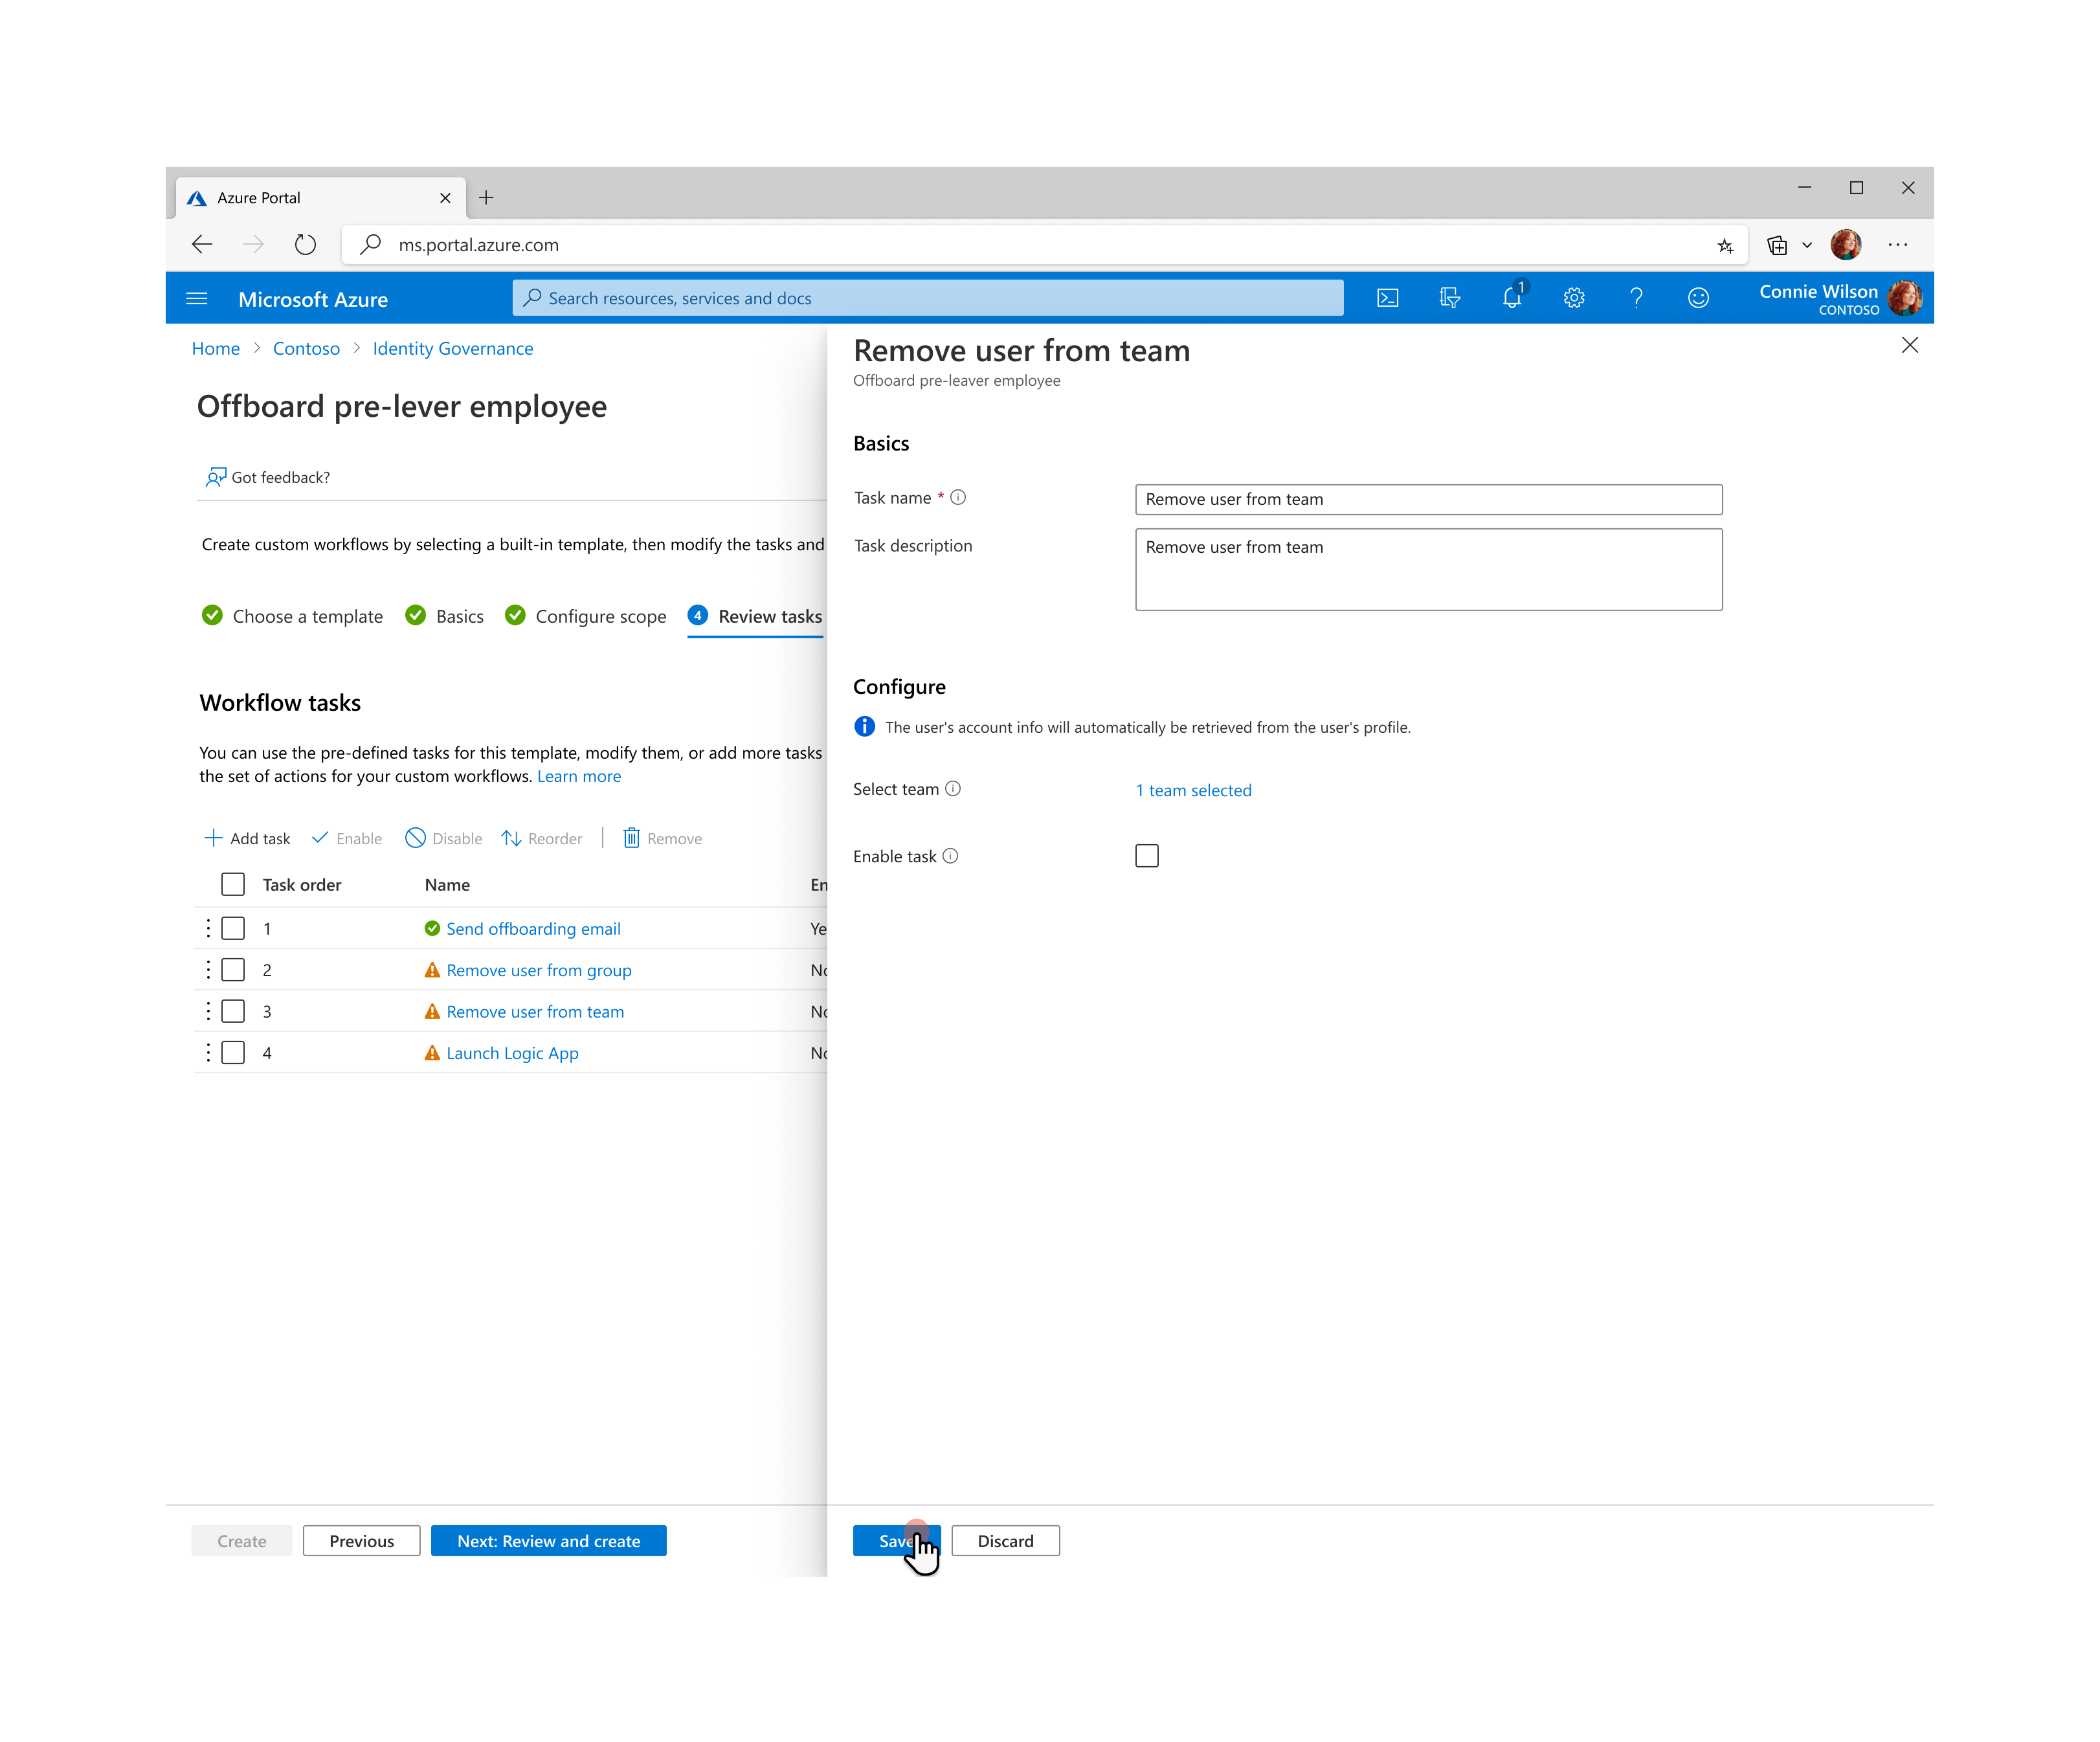 Azure Portal
ms.portal.azure.com
Microsoft Azure
Search resources, services and docs
1
Connie Wilson
CONTOSO
Home > Contoso > Identity Governance
Offboard pre-lever employee
Got feedback?
Create custom workflows by selecting a built-in template, then modify the tasks and
Choose a template
Basics
Configure scope
4 Review tasks
Workflow tasks
You can use the pre-defined tasks for this template, modify them, or add more tasks
the set of actions for your custom workflows. Learn more
Add task Enable Disable Reorder | Remove
Task order Name En
1 Send offboarding email Ye
2 Remove user from group No
3 Remove user from team No
4 Launch Logic App No
Create
Previous
Next: Review and create
Remove user from team
Offboard pre-leaver employee
Basics
Task name *
Remove user from team
Task description
Remove user from team
Configure
The user's account info will automatically be retrieved from the user's profile.
Select team
1 team selected
Enable task
Save
Discard